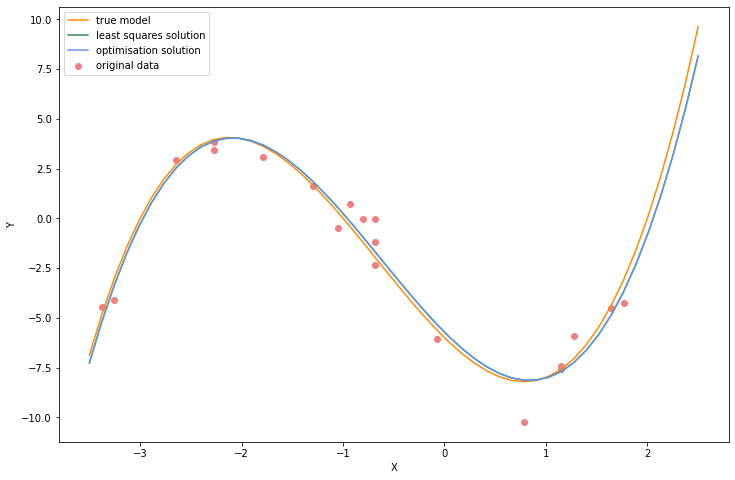 true model
least squares solution
optimisation solution
original data
10.0
7.5
5.0
2.5
0.0
−2.5
−5.0
−7.5
−10.0
Y
−3
−2
−1
0
1
2
X